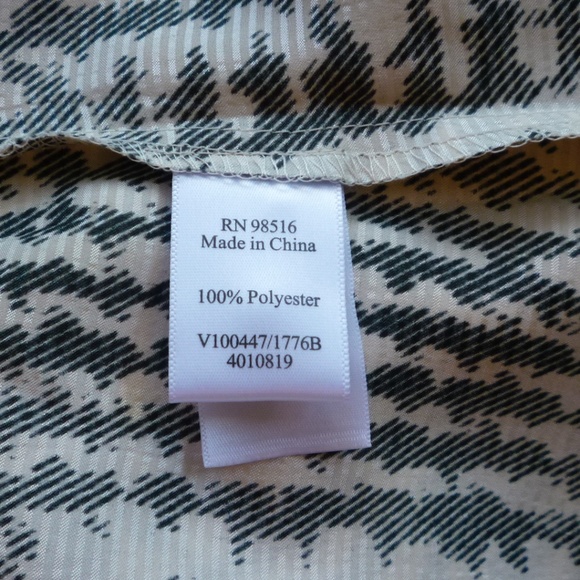 RN 98516
Made in China
100% Polyester
V100447/1776B
4010819